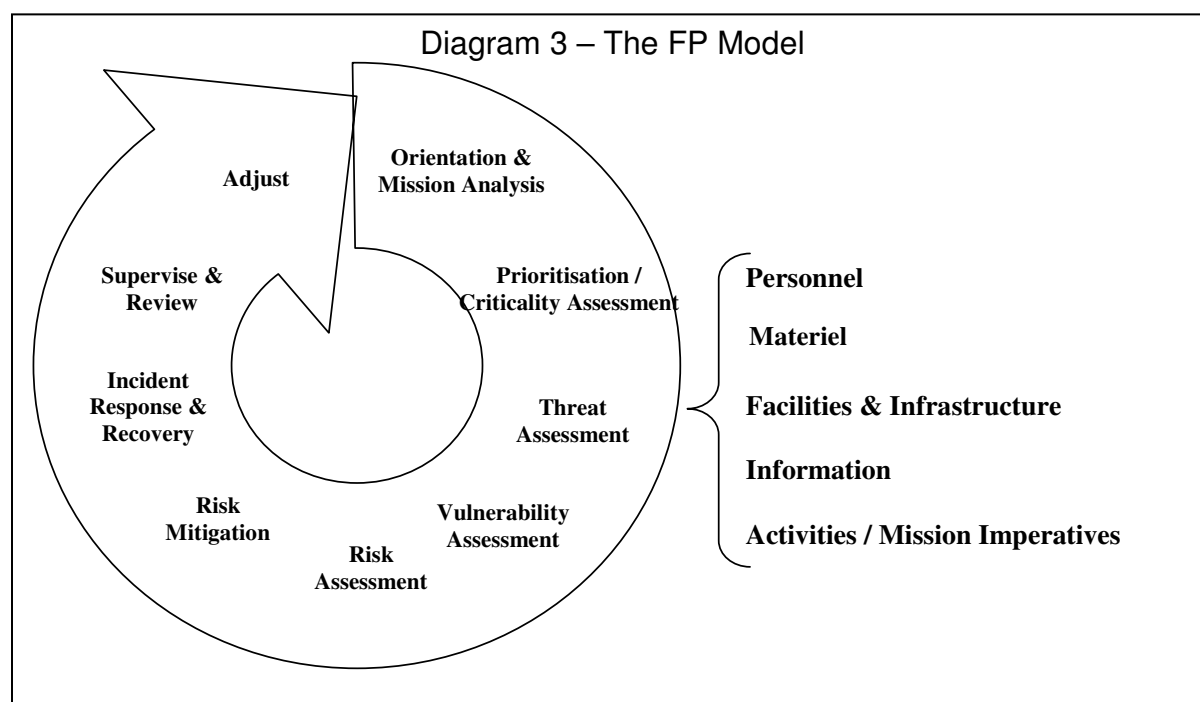 Diagram 3 – The FP Model
Orientation &
Mission Analysis
Prioritisation /
Criticality Assessment
Threat
Assessment
Vulnerability
Assessment
Risk
Assessment
Risk
Mitigation
Incident
Response &
Recovery
Supervise &
Review
Adjust
Personnel
Materiel
Facilities & Infrastructure
Information
Activities / Mission Imperatives